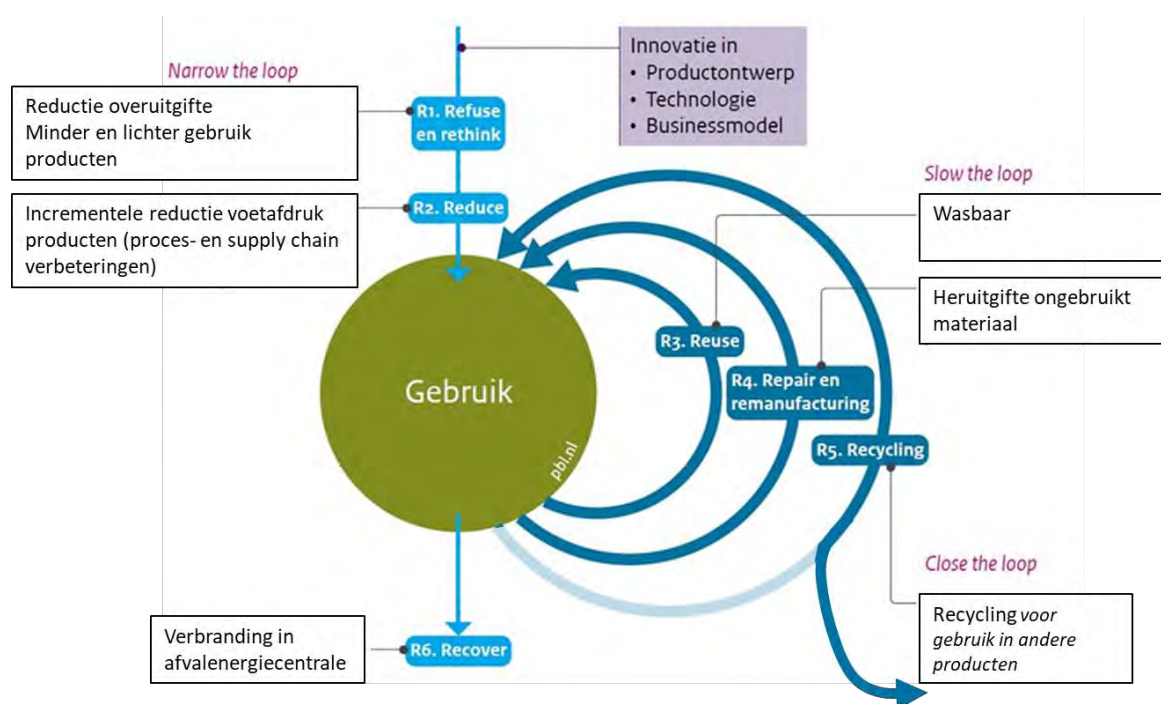 Innovatie in
• Productontwerp
• Technologie
• Businessmodel
Narrow the loop
Reductie overuitgifte
Minder en lichter gebruik
producten
R1. Refuse
en rethink
Incrementele reductie voetafdruk
producten (proces- en supply chain
verbeteringen)
R2. Reduce
Slow the loop
Wasbaar
R3. Reuse
Heruitgifte ongebruikt
materiaal
R4. Repair en
remanufacturing
R5. Recycling
Gebruik
pbl.nl
Close the loop
Recycling voor
gebruik in andere
producten
Verbranding in
afvalenergiecentrale
R6. Recover